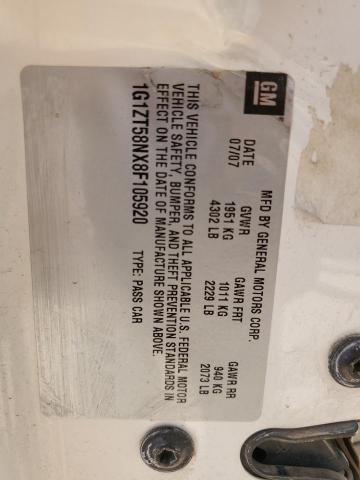 GM
MFD BY GENERAL MOTORS CORP.
DATE GVWR GAWR FRT GAWR RR
07/07 1951 KG 1011 KG 940 KG
4302 LB 2229 LB 2073 LB
THIS VEHICLE CONFORMS TO ALL APPLICABLE U.S. FEDERAL MOTOR
VEHICLE SAFETY, BUMPER, AND THEFT PREVENTION STANDARDS IN
EFFECT ON THE DATE OF MANUFACTURE SHOWN ABOVE.
1G1ZT58NX8F105920 TYPE: PASS CAR